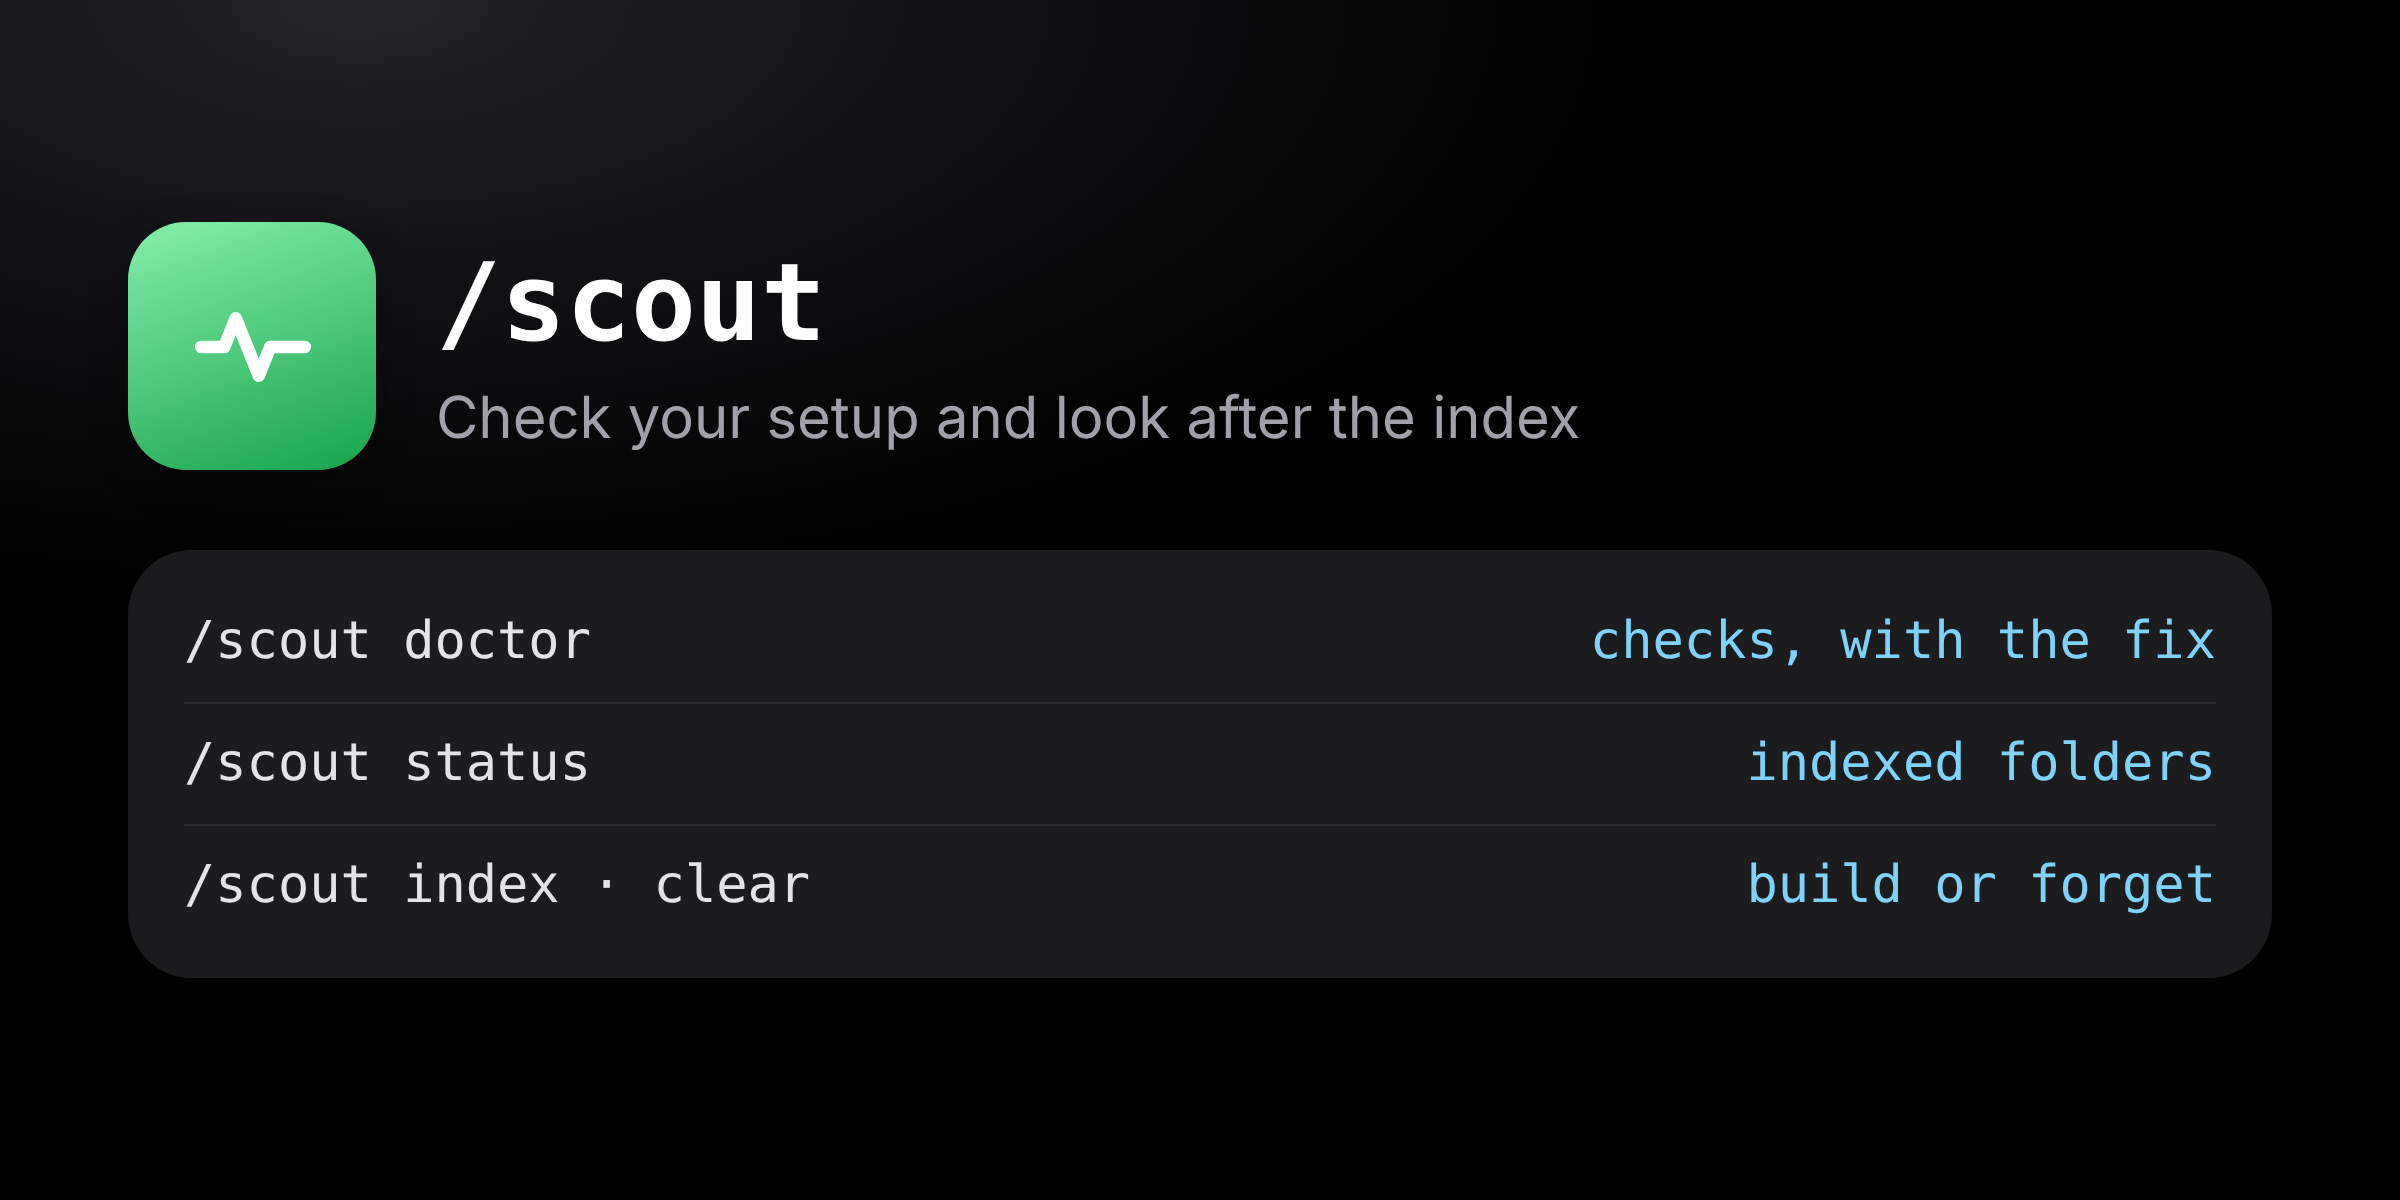 /scout
Check your setup and look after the index
/scout doctor checks, with the fix
/scout status indexed folders
/scout index · clear build or forget